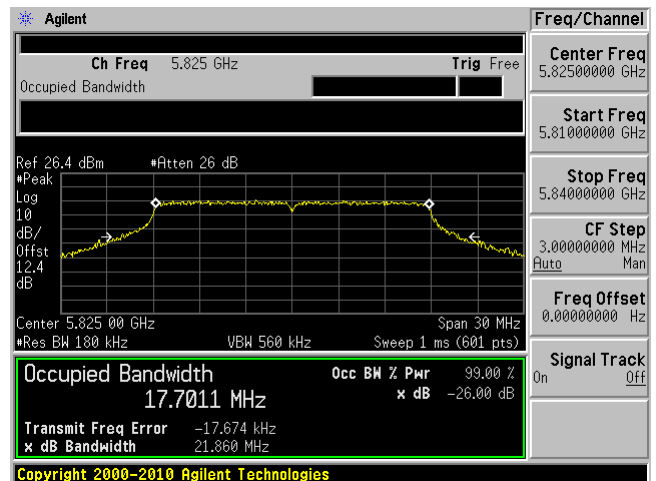 Agilent
Freq/Channel
Ch Freq 5.825 GHz Trig Free
Occupied Bandwidth
Center Freq
5.82500000 GHz
Start Freq
5.81000000 GHz
Stop Freq
5.84000000 GHz
CF Step
3.00000000 MHz
Auto Man
Freq Offset
0.00000000 Hz
Signal Track
On Off
Ref 26.4 dBm #Atten 26 dB
#Peak
Log
10
dB/
Offst
12.4
dB
Center 5.825 00 GHz Span 30 MHz
#Res BW 180 kHz VBW 560 kHz Sweep 1 ms (601 pts)
Occupied Bandwidth Occ BW % Pwr 99.00 %
17.7011 MHz x dB -26.00 dB
Transmit Freq Error -17.674 kHz
x dB Bandwidth 21.860 MHz
Copyright 2000-2010 Agilent Technologies